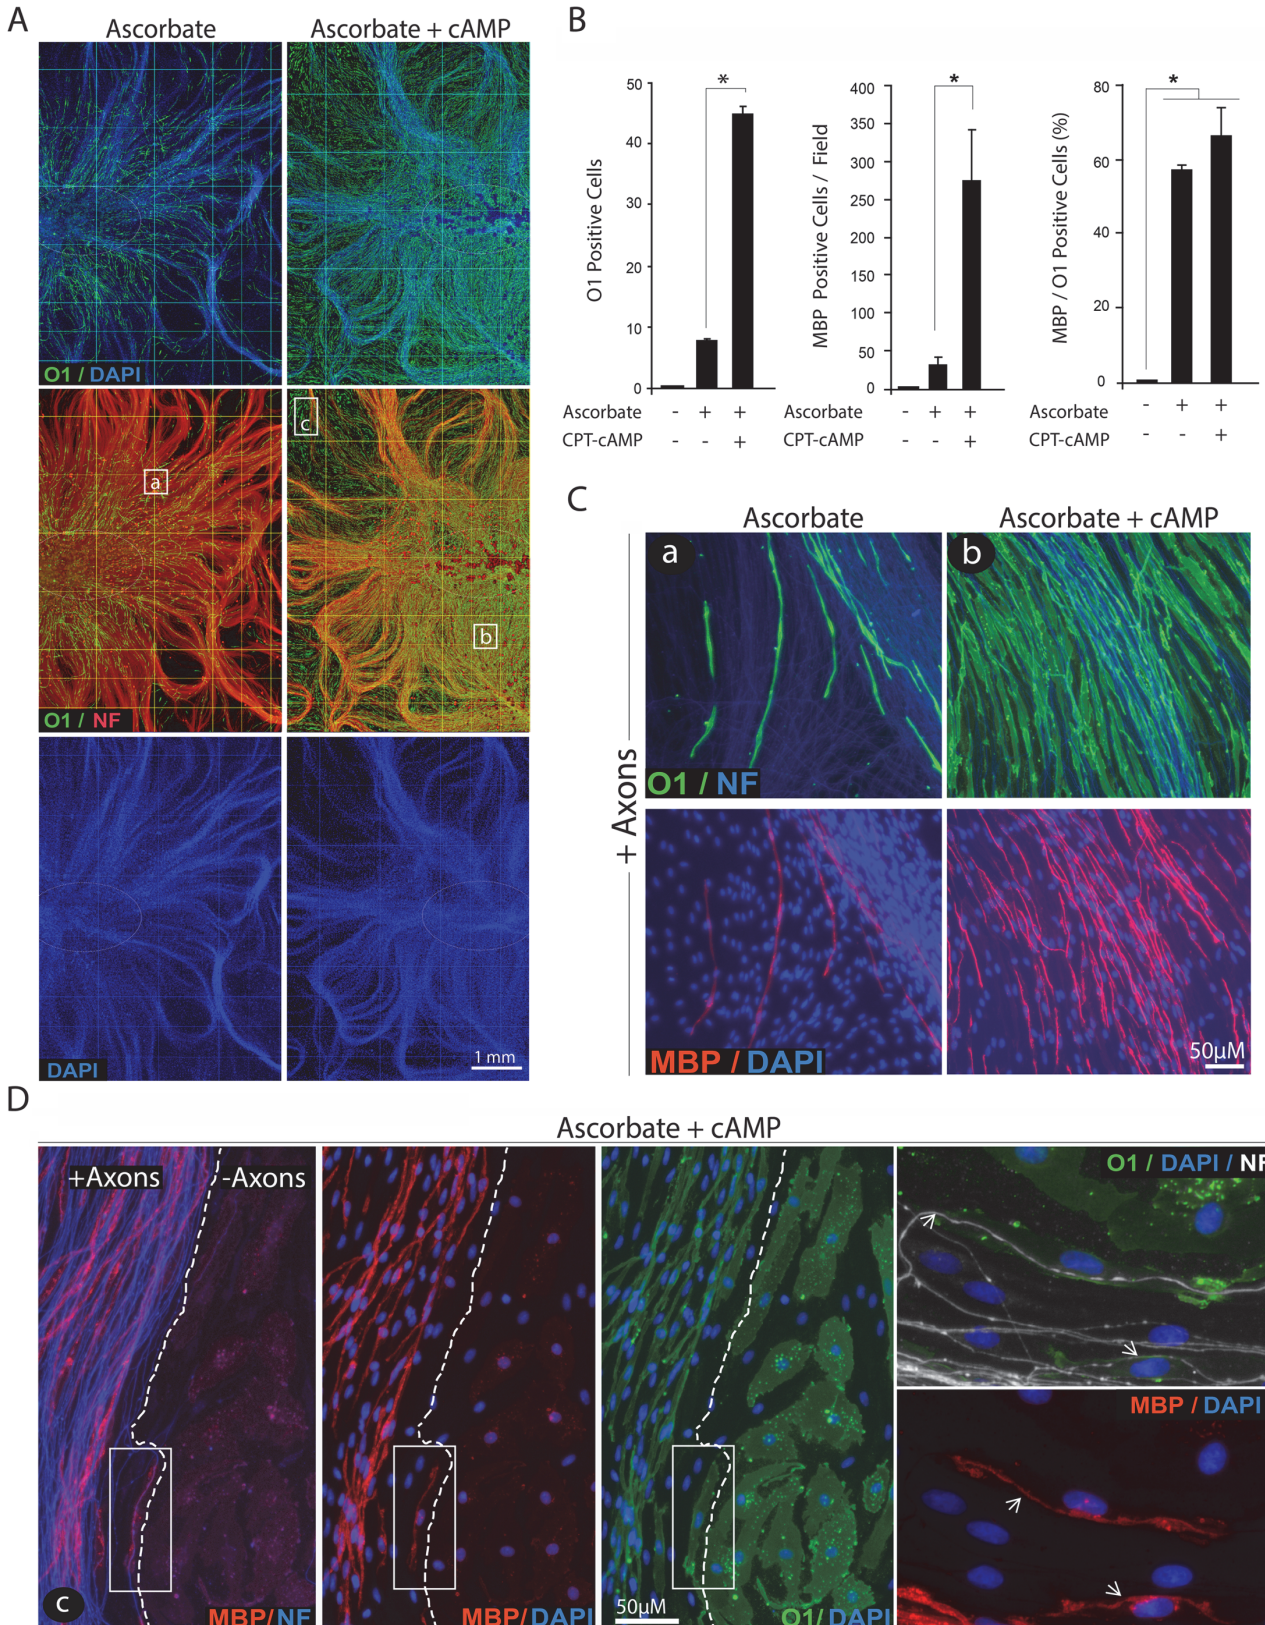 A
Ascorbate
Ascorbate + cAMP
O1 / DAPI
a
c
b
O1 / NF
DAPI
1 mm
B
O1 Positive Cells
50
40
30
20
10
0
*
Ascorbate - + +
CPT-cAMP - - +
MBP Positive Cells / Field
400
350
300
250
200
150
100
50
0
*
Ascorbate - + +
CPT-cAMP - - +
MBP / O1 Positive Cells (%)
80
60
40
20
0
*
Ascorbate - + +
CPT-cAMP - - +
C
Ascorbate
Ascorbate + cAMP
+ Axons
a
b
O1 / NF
MBP / DAPI
50µM
D
Ascorbate + cAMP
+Axons
-Axons
c
MBP/NF
MBP/DAPI
50µM
O1/DAPI
O1 / DAPI / NF
MBP / DAPI